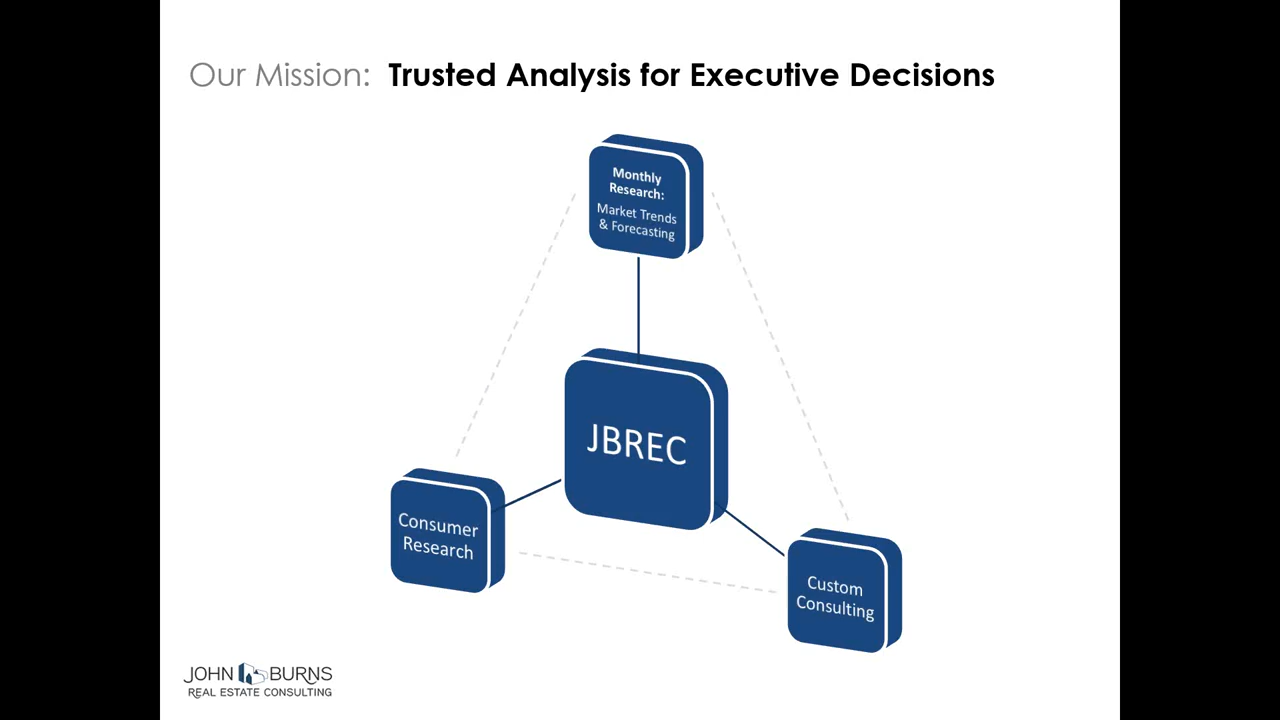 Our Mission: Trusted Analysis for Executive Decisions
Monthly
Research:
Market Trends
& Forecasting
JBREC
Consumer
Research
Custom
Consulting
JOHN BURNS
REAL ESTATE CONSULTING